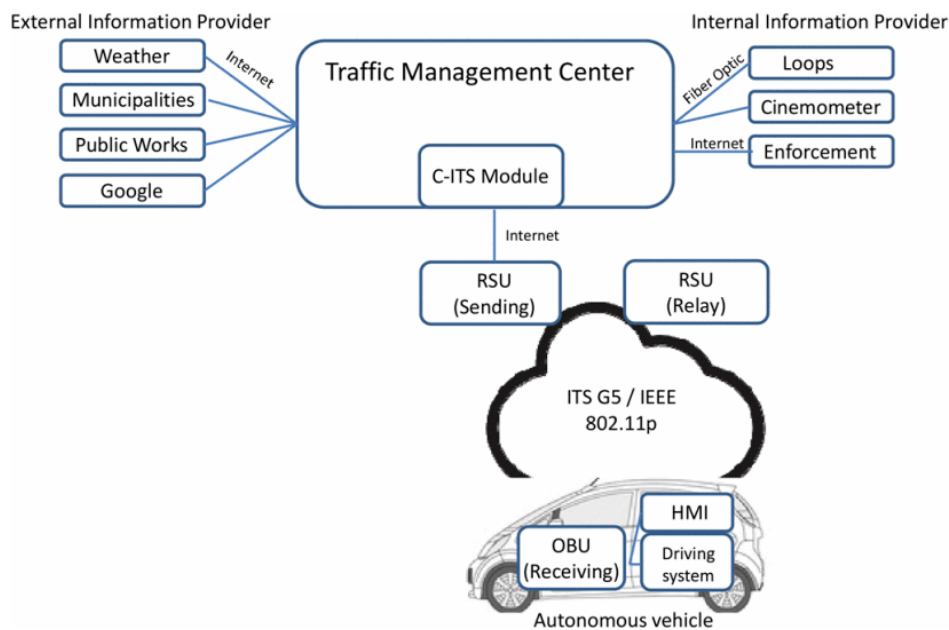 External Information Provider
Internal Information Provider
Weather
Municipalities
Public Works
Google
Internet
Traffic Management Center
C-ITS Module
Fiber Optic
Internet
Loops
Cinemometer
Enforcement
Internet
RSU
(Sending)
RSU
(Relay)
ITS G5 / IEEE
802.11p
OBU
(Receiving)
HMI
Driving
system
Autonomous vehicle